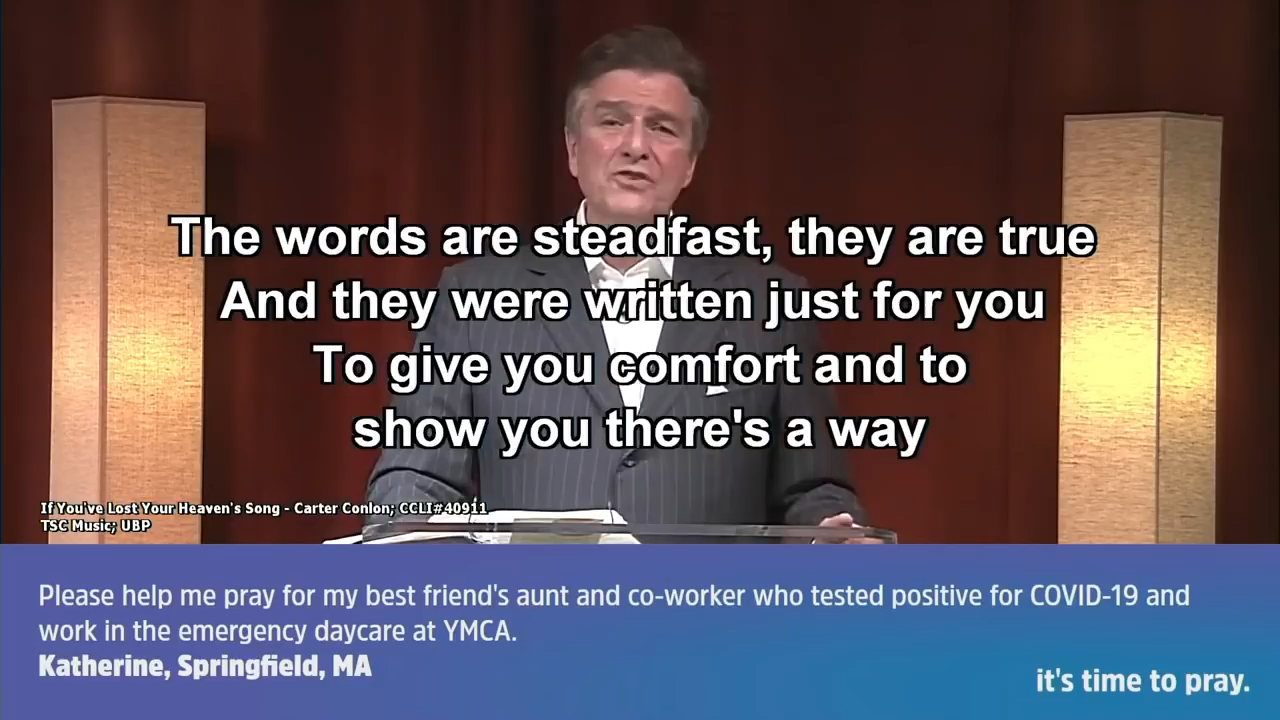 The words are steadfast, they are true
And they were written just for you
To give you comfort and to
show you there's a way
If You've Lost Your Heaven's Song - Carter Conlon; CCLI#40911
TSC Music; UBP
Please help me pray for my best friend's aunt and co-worker who tested positive for COVID-19 and
work in the emergency daycare at YMCA.
Katherine, Springfield, MA
it's time to pray.